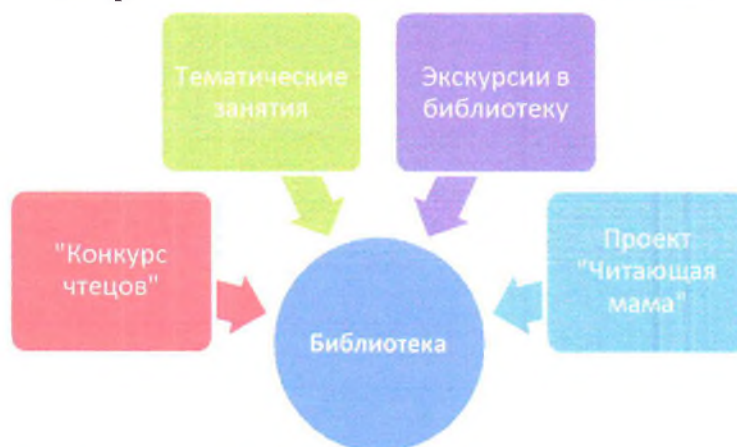 Тематические
занятия
Экскурсии в
библиотеку
"Конкурс
чтецов"
Проект
"Читающая
мама"
Библиотека